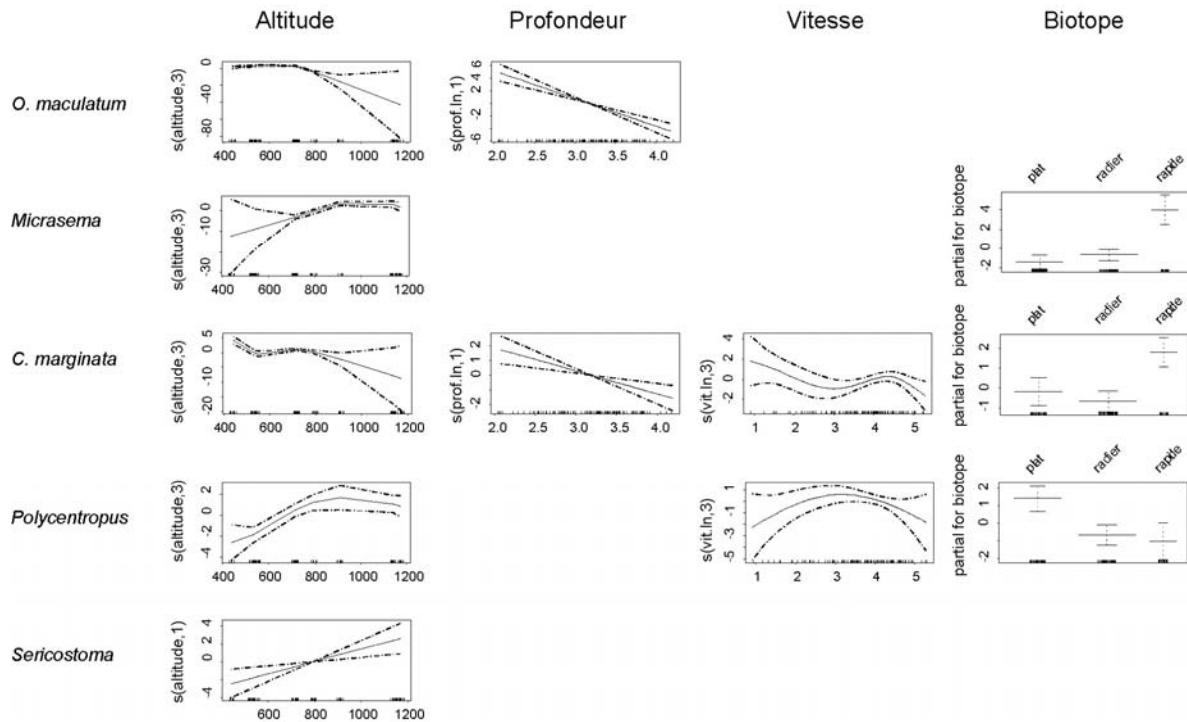 Altitude Profondeur Vitesse Biotope
O. maculatum
s(altitude,3)
0
-40
-80
400 600 800 1000 1200
s(prof.ln,1)
6
4
2
-2
-6
2.0 2.5 3.0 3.5 4.0
Micrasema
s(altitude,3)
0
-10
-30
400 600 800 1000 1200
partial for biotope
plat radier rapide
4
2
0
-2
C. marginata
s(altitude,3)
5
0
-10
-20
400 600 800 1000 1200
s(prof.ln,1)
2
0
-2
2.0 2.5 3.0 3.5 4.0
s(vit.ln,3)
4
2
0
-2
1 2 3 4 5
partial for biotope
plat radier rapide
2
1
0
-1
Polycentropus
s(altitude,3)
2
0
-2
-4
400 600 800 1000 1200
s(vit.ln,3)
1
-1
-3
-5
1 2 3 4 5
partial for biotope
plat radier rapide
2
1
0
-2
Sericostoma
s(altitude,1)
4
2
0
-4
400 600 800 1000 1200